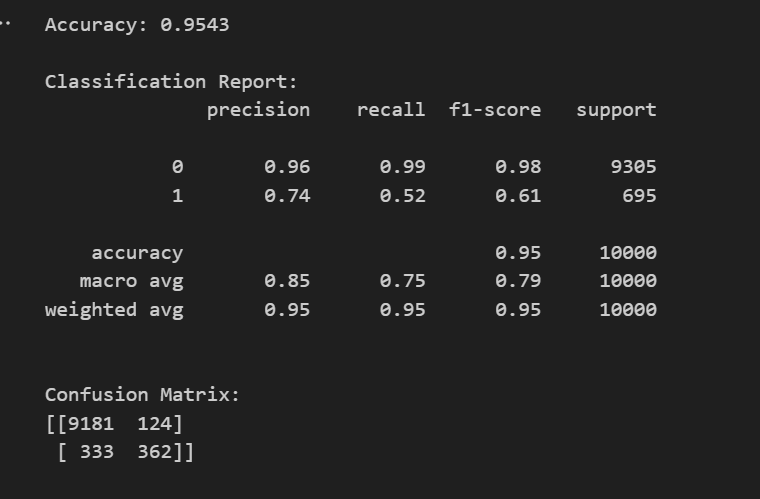 Accuracy: 0.9543
Classification Report:
precision recall f1-score support
0 0.96 0.99 0.98 9305
1 0.74 0.52 0.61 695
accuracy 0.95 10000
macro avg 0.85 0.75 0.79 10000
weighted avg 0.95 0.95 0.95 10000
Confusion Matrix:
[[9181 124]
[ 333 362]]